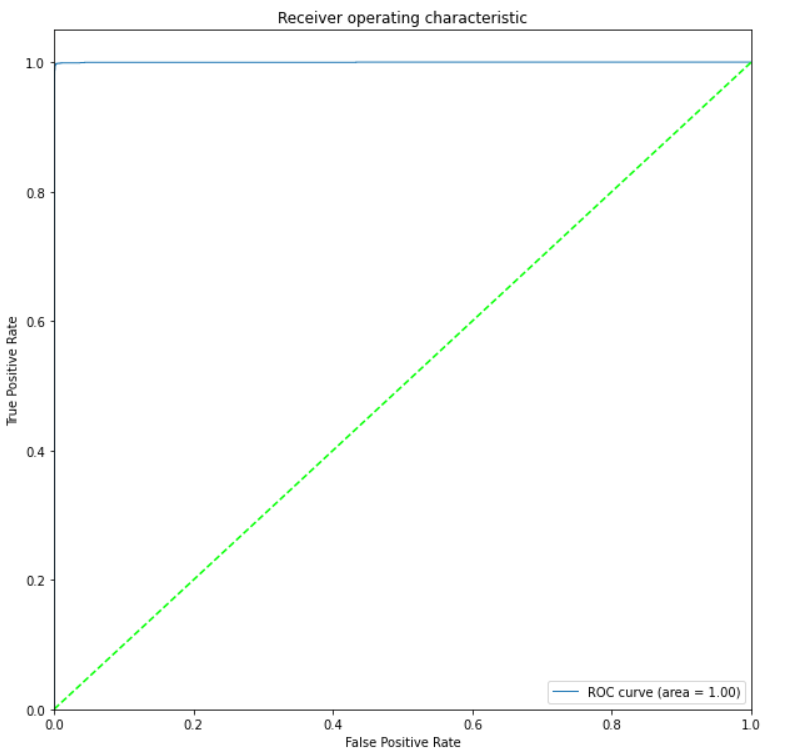 Receiver operating characteristic
1.0
0.8
0.6
0.4
0.2
0.0
True Positive Rate
ROC curve (area = 1.00)
0.0 0.2 0.4 0.6 0.8 1.0
False Positive Rate